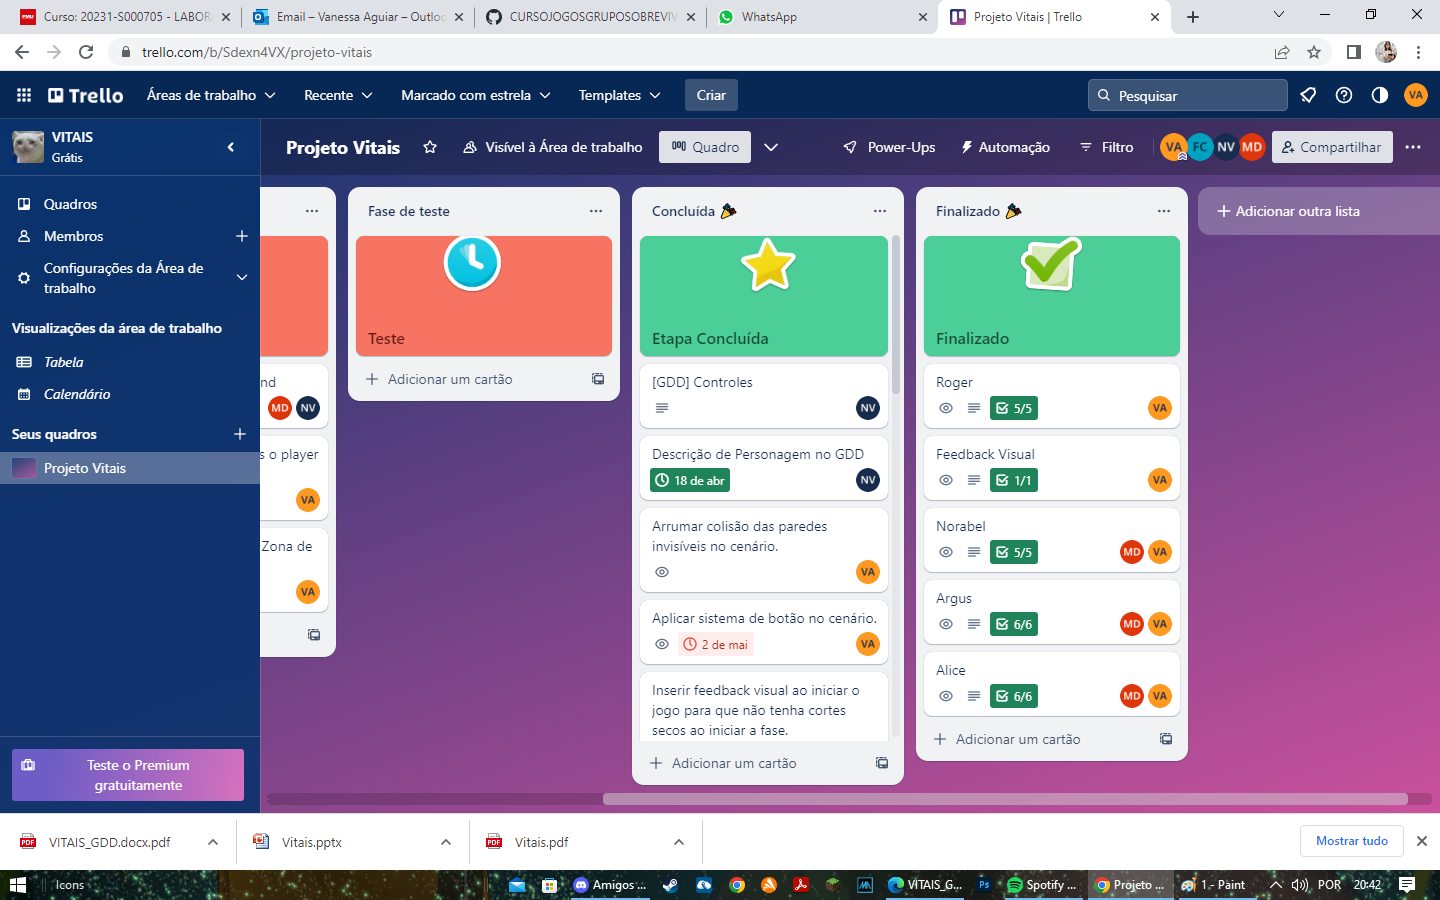 Curso: 20231-S000705 - LABOR
Email – Vanessa Aguiar – Outloo
CURSOJOGOSGRUPOSOBREVIV
WhatsApp
Projeto Vitais | Trello
trello.com/b/Sdexn4VX/projeto-vitais
Trello
Áreas de trabalho
Recente
Marcado com estrela
Templates
Criar
Pesquisar
VA
VITAIS
Grátis
Projeto Vitais
Visível à Área de trabalho
Quadro
Power-Ups
Automação
Filtro
VA
FC
NV
MD
Compartilhar
Quadros
Membros
Configurações da Área de
trabalho
Visualizações da área de trabalho
Tabela
Calendário
Seus quadros
Projeto Vitais
Teste o Premium
gratuitamente
nd
MD
NV
s o player
VA
Zona de
VA
Fase de teste
Teste
Adicionar um cartão
Concluída
Etapa Concluída
[GDD] Controles
NV
Descrição de Personagem no GDD
18 de abr
NV
Arrumar colisão das paredes
invisíveis no cenário.
VA
Aplicar sistema de botão no cenário.
2 de mai
VA
Inserir feedback visual ao iniciar o
jogo para que não tenha cortes
secos ao iniciar a fase.
Adicionar um cartão
Finalizado
Finalizado
Roger
5/5
VA
Feedback Visual
1/1
VA
Norabel
5/5
MD
VA
Argus
6/6
MD
VA
Alice
6/6
MD
VA
Adicionar um cartão
Adicionar outra lista
VITAIS_GDD.docx.pdf
Vitais.pptx
Vitais.pdf
Mostrar tudo
Icons
Amigos ...
VITAIS_G...
Spotify ...
Projeto ...
1.- Paint
POR
20:42